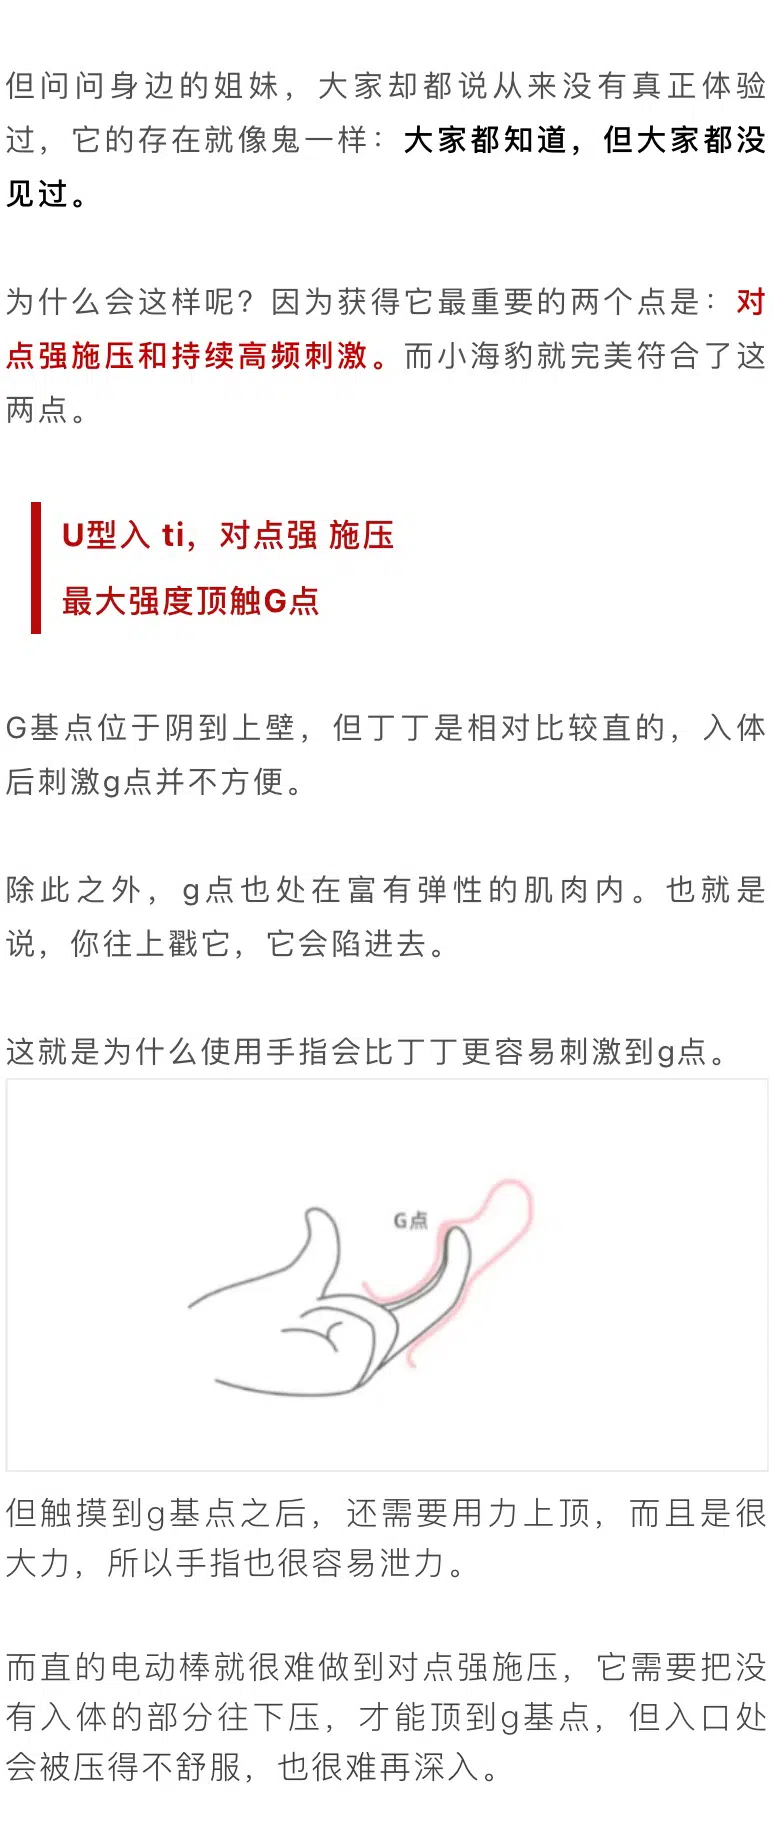 但问问身边的姐妹，大家却都说从来没有真正体验
过，它的存在就像鬼一样：大家都知道，但大家都没
见过。
为什么会这样呢？因为获得它最重要的两个点是：对
点强施压和持续高频刺激。而小海豹就完美符合了这
两点。
U型入 ti，对点强 施压
最大强度顶触G点
G基点位于阴到上壁，但丁丁是相对比较直的，入体
后刺激g点并不方便。
除此之外，g点也处在富有弹性的肌肉内。也就是
说，你往上戳它，它会陷进去。
这就是为什么使用手指会比丁丁更容易刺激到g点。
G点
但触摸到g基点之后，还需要用力上顶，而且是很
大力，所以手指也很容易泄力。
而直的电动棒就很难做到对点强施压，它需要把没
有入体的部分往下压，才能顶到g基点，但入口处
会被压得不舒服，也很难再深入。